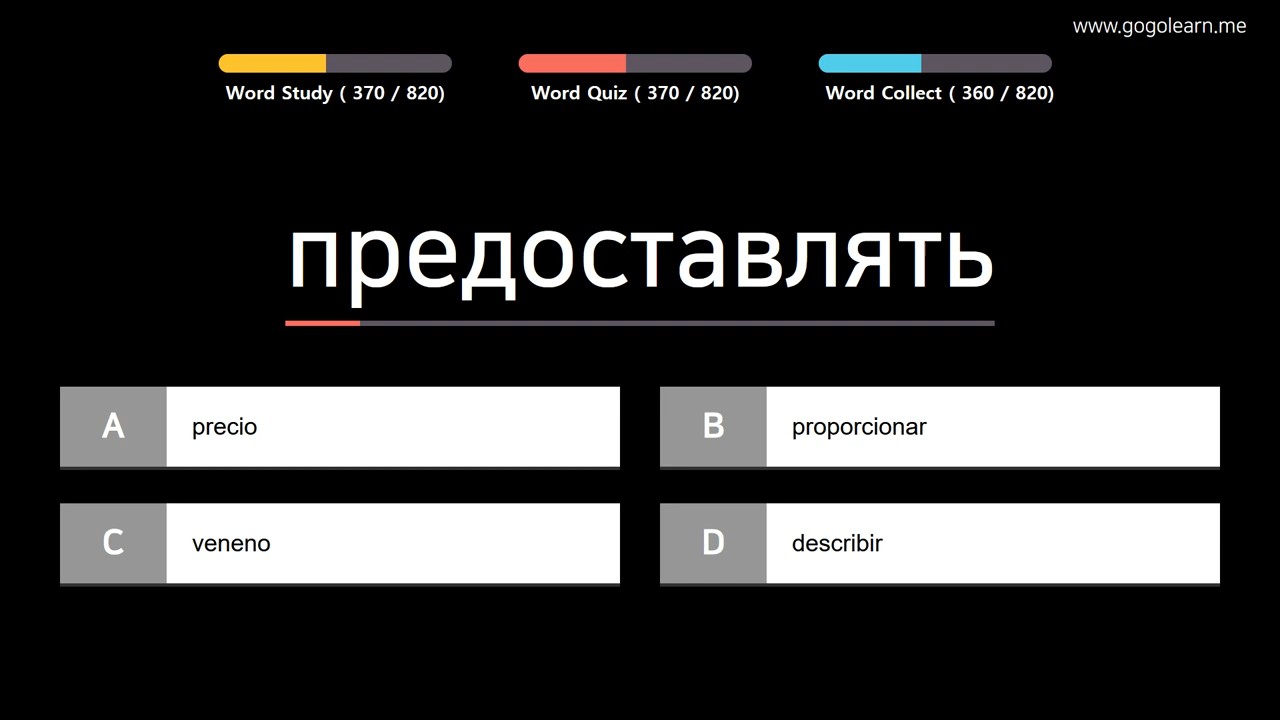 www.gogolearn.me
Word Study ( 370 / 820)
Word Quiz ( 370 / 820)
Word Collect ( 360 / 820)
предоставлять
A precio
B proporcionar
C veneno
D describir